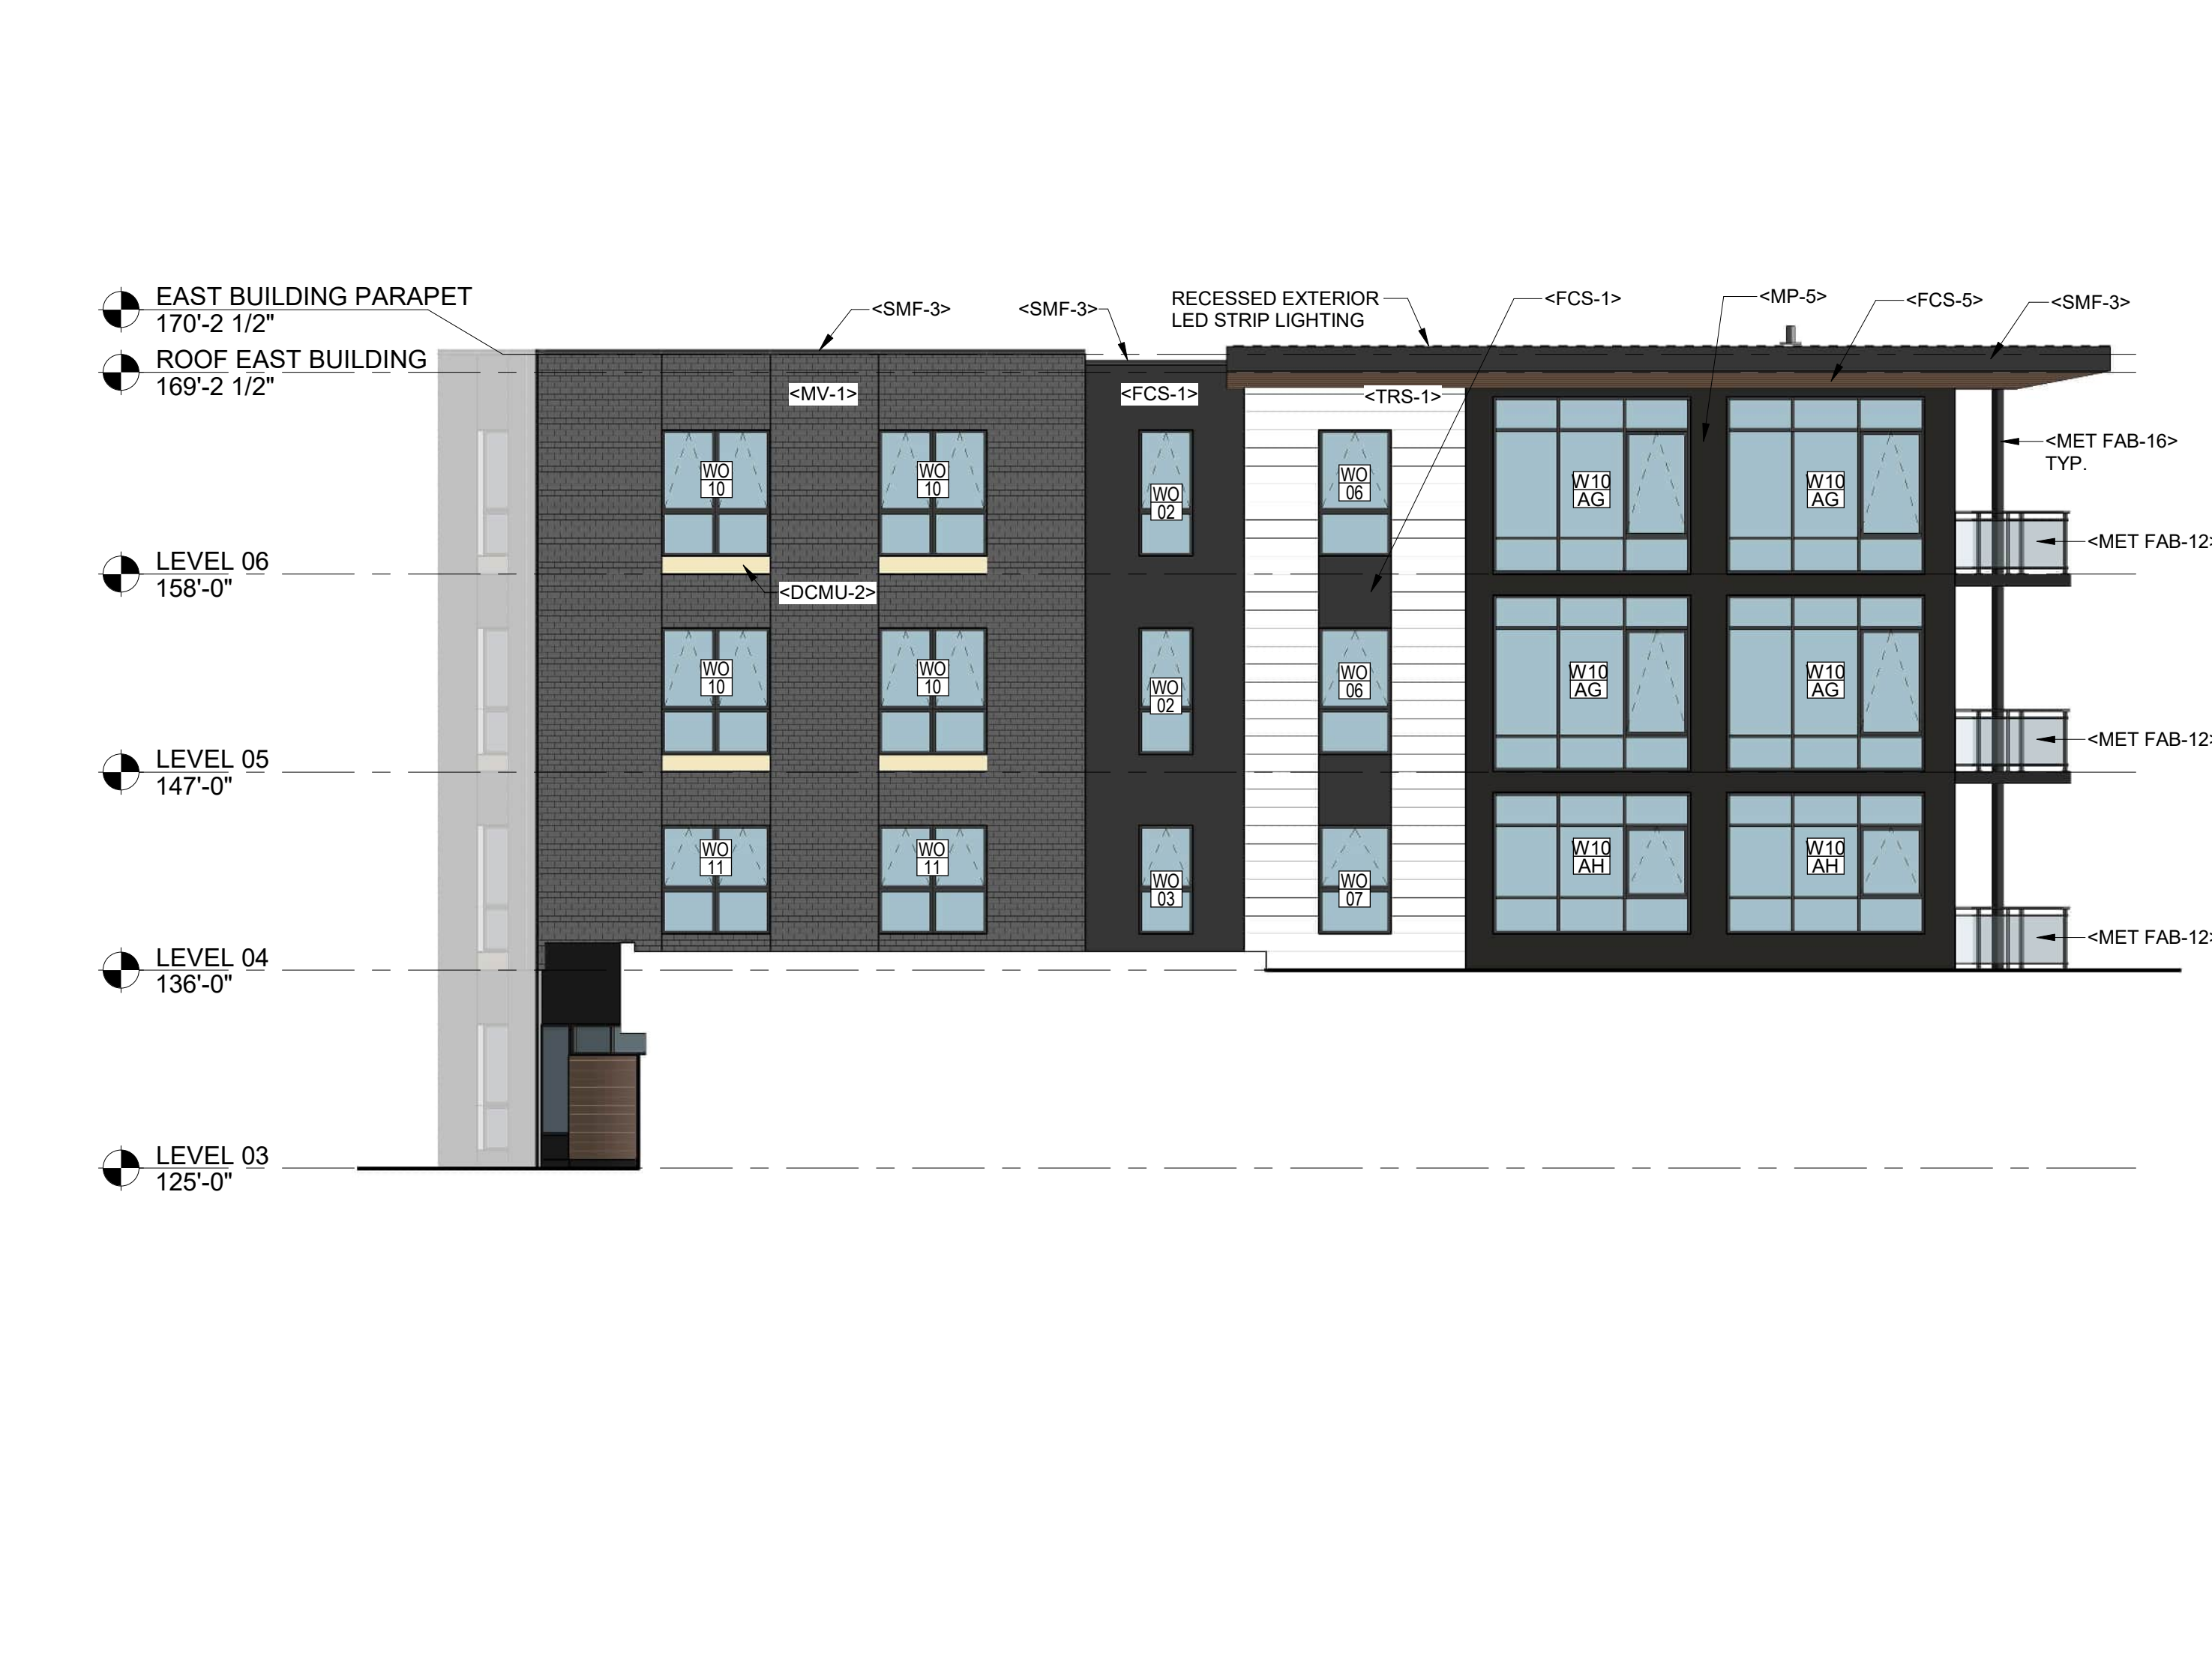 EAST BUILDING PARAPET
170'-2 1/2"
ROOF EAST BUILDING
169'-2 1/2"
LEVEL 06
158'-0"
LEVEL 05
147'-0"
LEVEL 04
136'-0"
LEVEL 03
125'-0"
<SMF-3>
<SMF-3>
RECESSED EXTERIOR
LED STRIP LIGHTING
<FCS-1>
<MP-5>
<FCS-5>
<SMF-3>
<MV-1>
<FCS-1>
<TRS-1>
<MET FAB-16>
TYP.
WO
10
WO
10
WO
02
WO
06
W10
AG
W10
AG
<MET FAB-12>
<DCMU-2>
WO
10
WO
10
WO
02
WO
06
W10
AG
W10
AG
<MET FAB-12>
WO
11
WO
11
WO
03
WO
07
W10
AH
W10
AH
<MET FAB-12>